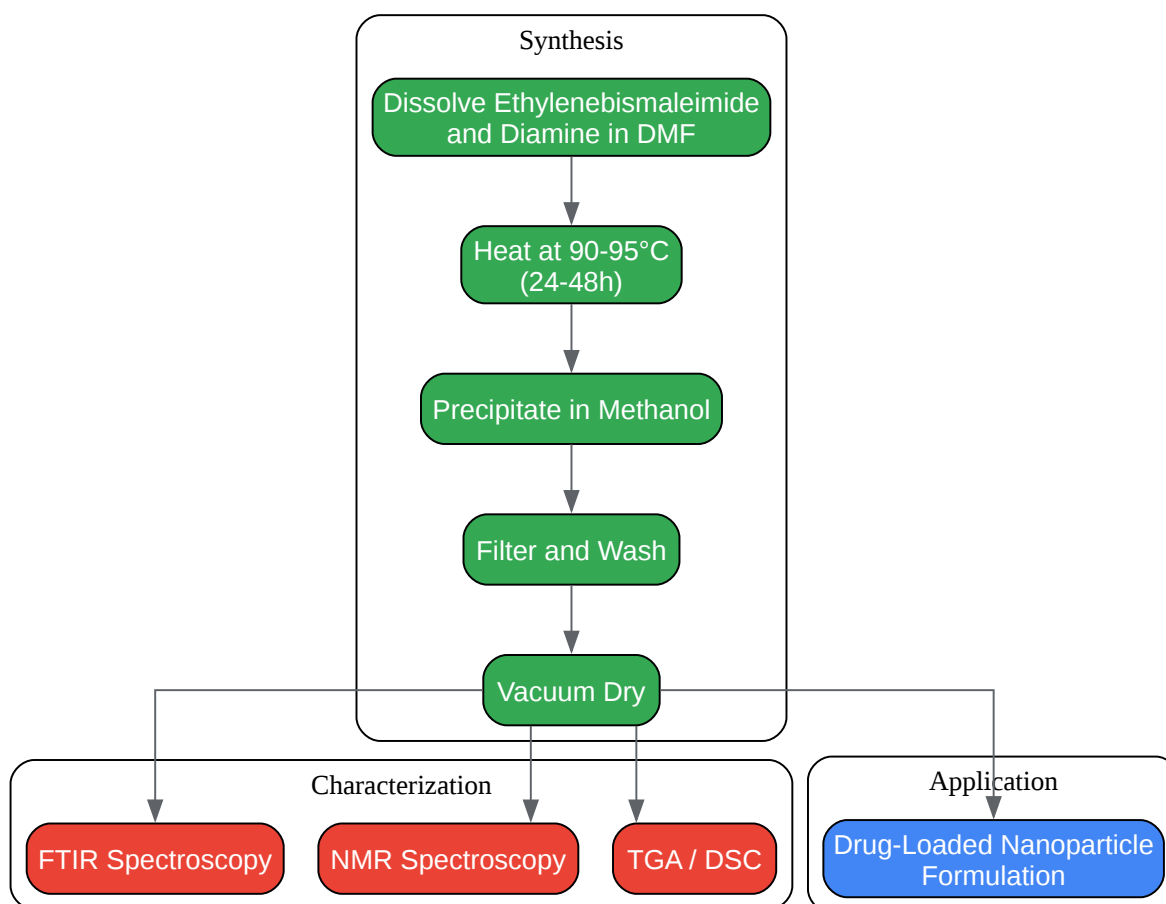 Synthesis
Dissolve Ethylenebismaleimide
and Diamine in DMF
Heat at 90-95°C
(24-48h)
Precipitate in Methanol
Filter and Wash
Vacuum Dry
Characterization
FTIR Spectroscopy
NMR Spectroscopy
TGA / DSC
Application
Drug-Loaded Nanoparticle
Formulation